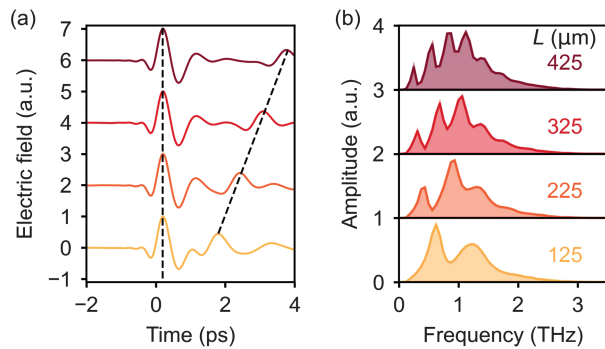 (a)
7
6
5
4
3
2
1
0
−1
Electric field (a.u.)
−2 0 2 4
Time (ps)
(b)
4
3
2
1
0
Amplitude (a.u.)
L (μm)
425
325
225
125
0 1 2 3
Frequency (THz)